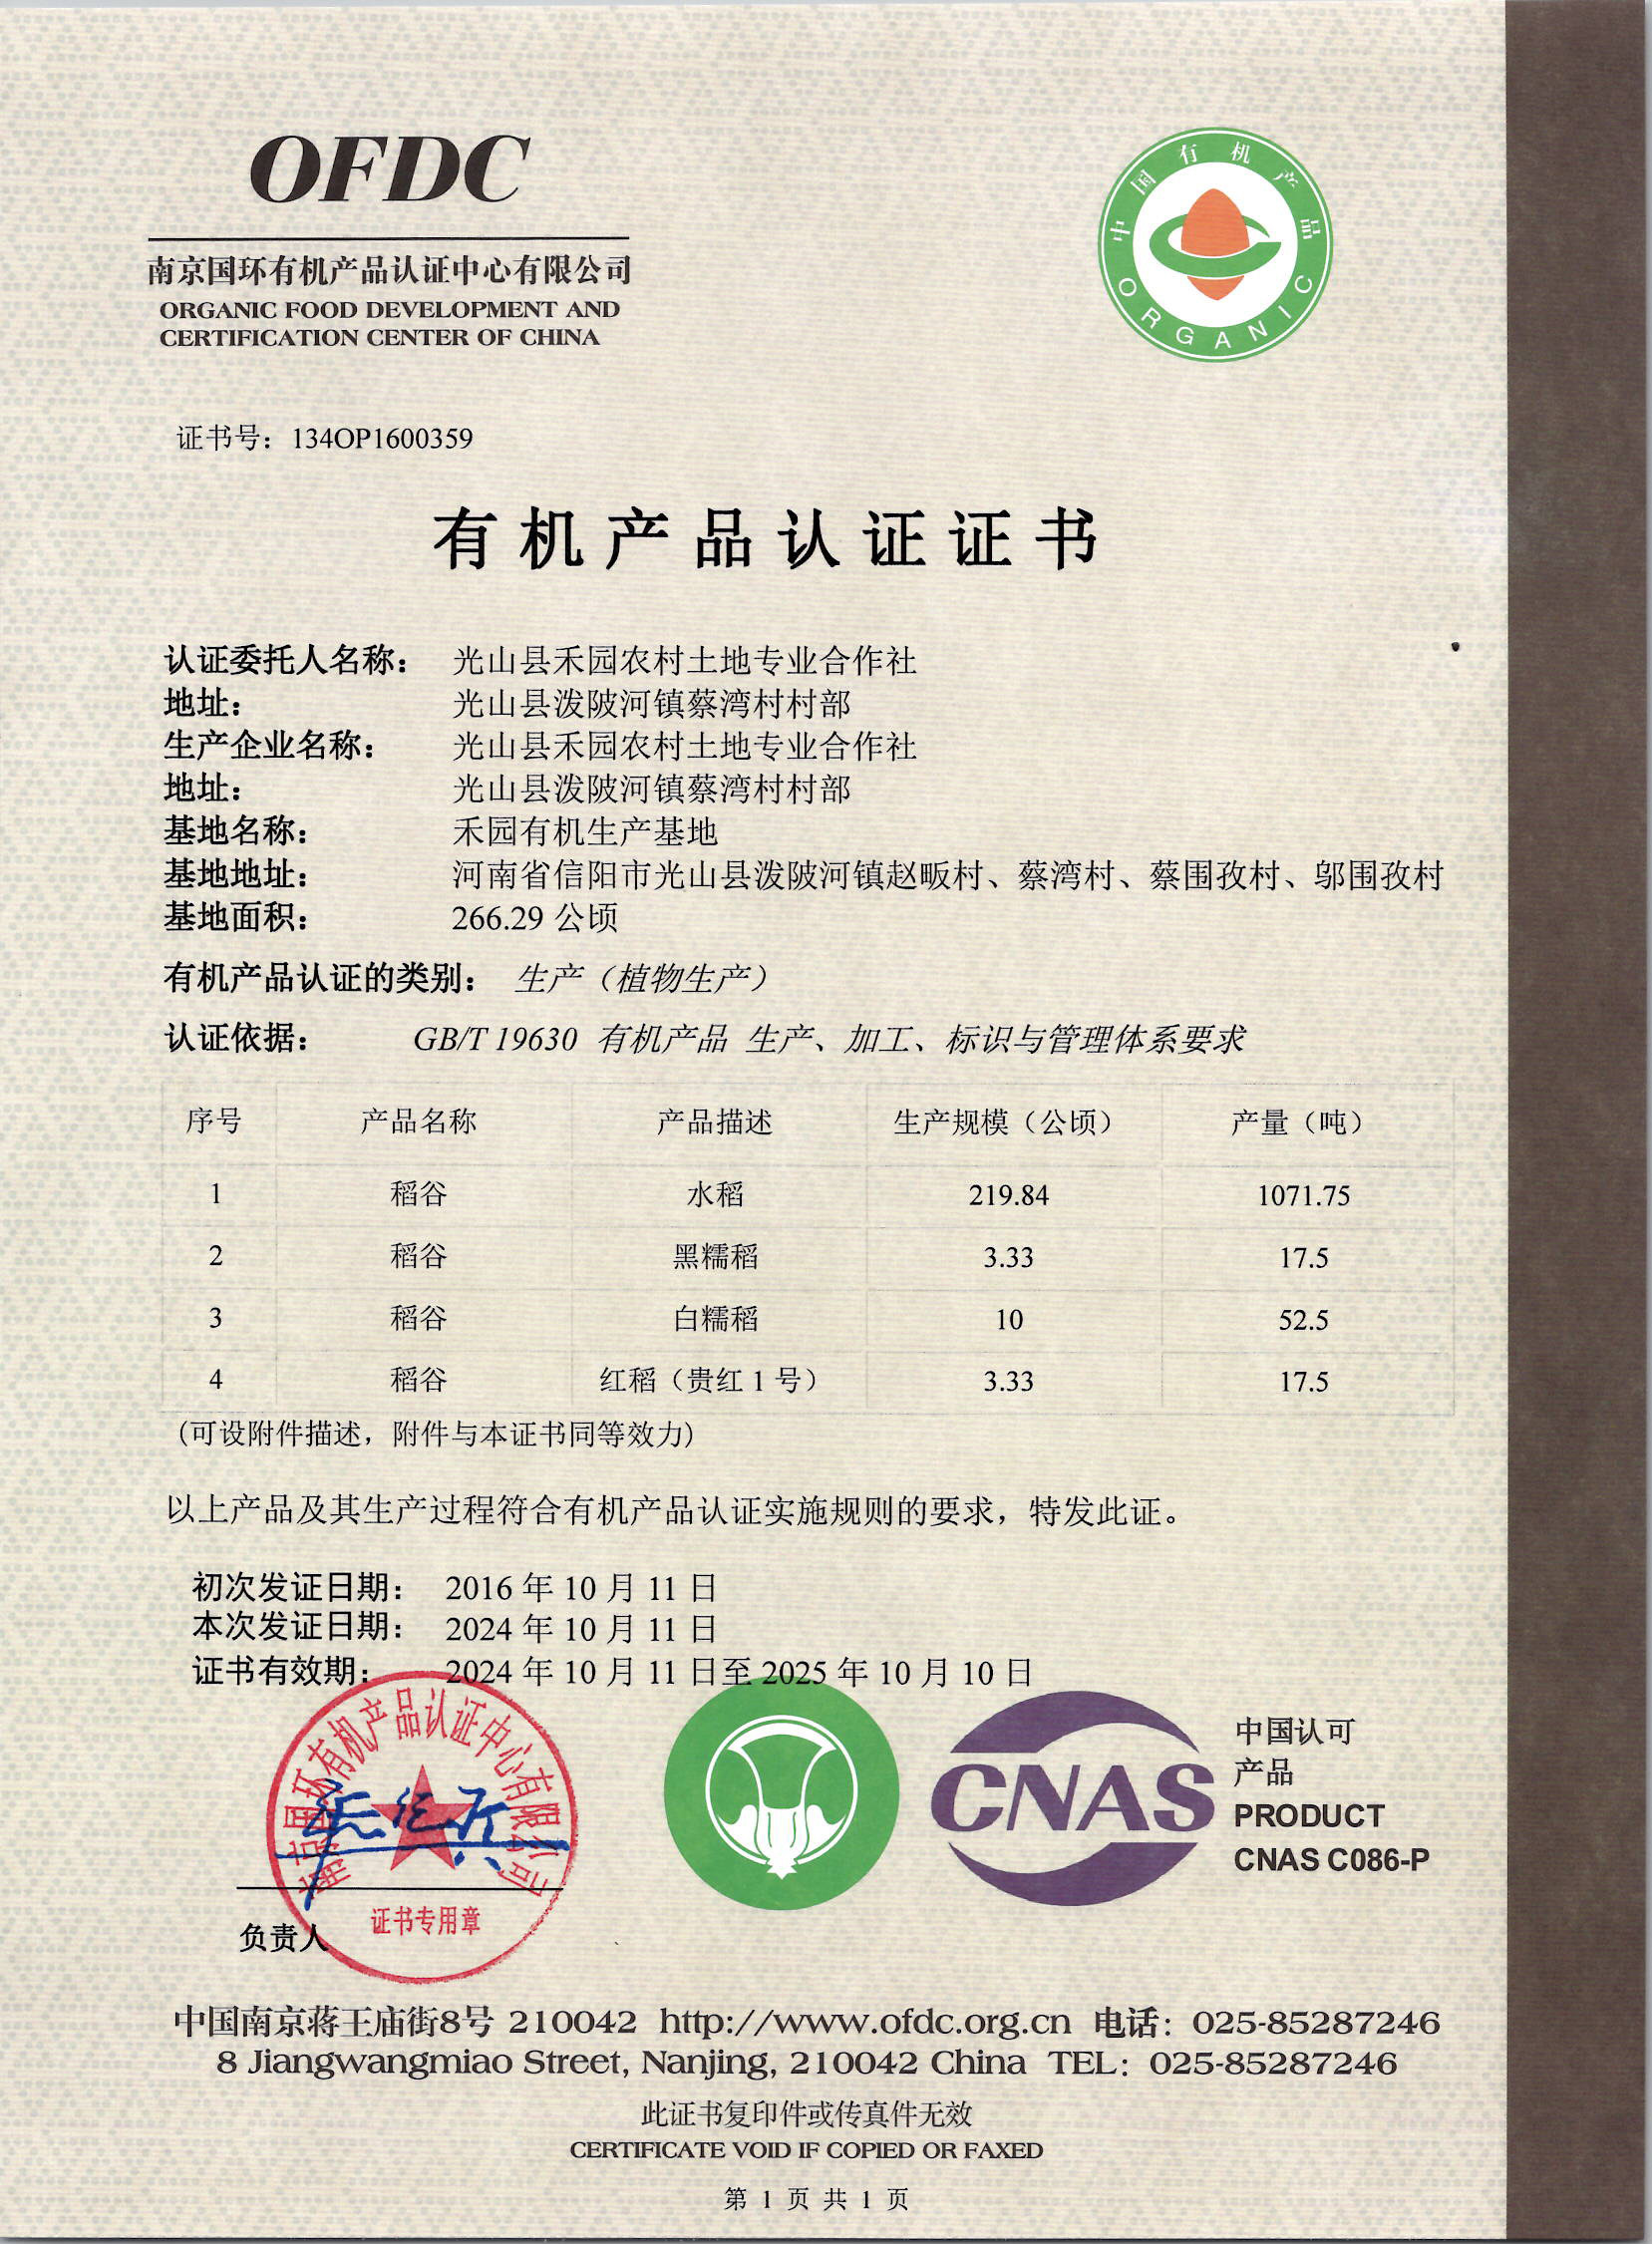 OFDC
南京国环有机产品认证中心有限公司
ORGANIC FOOD DEVELOPMENT AND
CERTIFICATION CENTER OF CHINA
中国有机产品
ORGANIC
证书号：134OP1600359
有机产品认证证书
认证委托人名称： 光山县禾园农村土地专业合作社
地址： 光山县泼陂河镇蔡湾村村部
生产企业名称： 光山县禾园农村土地专业合作社
地址： 光山县泼陂河镇蔡湾村村部
基地名称： 禾园有机生产基地
基地地址： 河南省信阳市光山县泼陂河镇赵畈村、蔡湾村、蔡围孜村、邬围孜村
基地面积： 266.29 公顷
有机产品认证的类别： 生产（植物生产）
认证依据： GB/T 19630 有机产品 生产、加工、标识与管理体系要求
序号 产品名称 产品描述 生产规模（公顷） 产量（吨）
1 稻谷 水稻 219.84 1071.75
2 稻谷 黑糯稻 3.33 17.5
3 稻谷 白糯稻 10 52.5
4 稻谷 红稻（贵红 1 号） 3.33 17.5
(可设附件描述，附件与本证书同等效力)
以上产品及其生产过程符合有机产品认证实施规则的要求，特发此证。
初次发证日期： 2016 年 10 月 11 日
本次发证日期： 2024 年 10 月 11 日
证书有效期： 2024 年 10 月 11 日至 2025 年 10 月 10 日
南京国环有机产品认证中心有限公司
证书专用章
负责人
CNAS
中国认可
产品
PRODUCT
CNAS C086-P
中国南京蒋王庙街8号 210042 http://www.ofdc.org.cn 电话：025-85287246
8 Jiangwangmiao Street, Nanjing, 210042 China TEL：025-85287246
此证书复印件或传真件无效
CERTIFICATE VOID IF COPIED OR FAXED
第 1 页 共 1 页